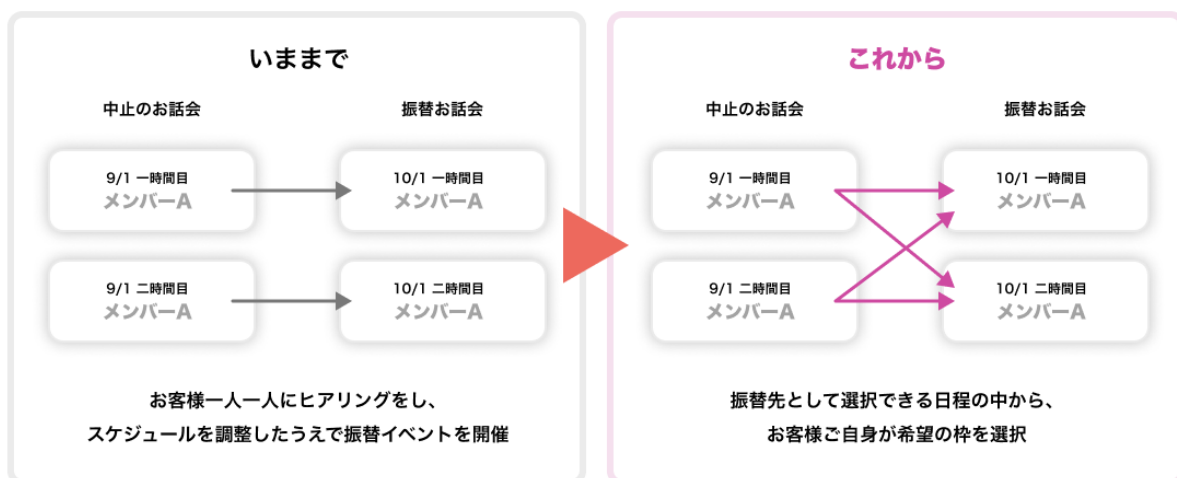 いままで
中止のお話会
振替お話会
9/1 一時間目
メンバーA
10/1 一時間目
メンバーA
9/1 二時間目
メンバーA
10/1 二時間目
メンバーA
お客様一人一人にヒアリングをし、
スケジュールを調整したうえで振替イベントを開催
これから
中止のお話会
振替お話会
9/1 一時間目
メンバーA
10/1 一時間目
メンバーA
9/1 二時間目
メンバーA
10/1 二時間目
メンバーA
振替先として選択できる日程の中から、
お客様ご自身が希望の枠を選択